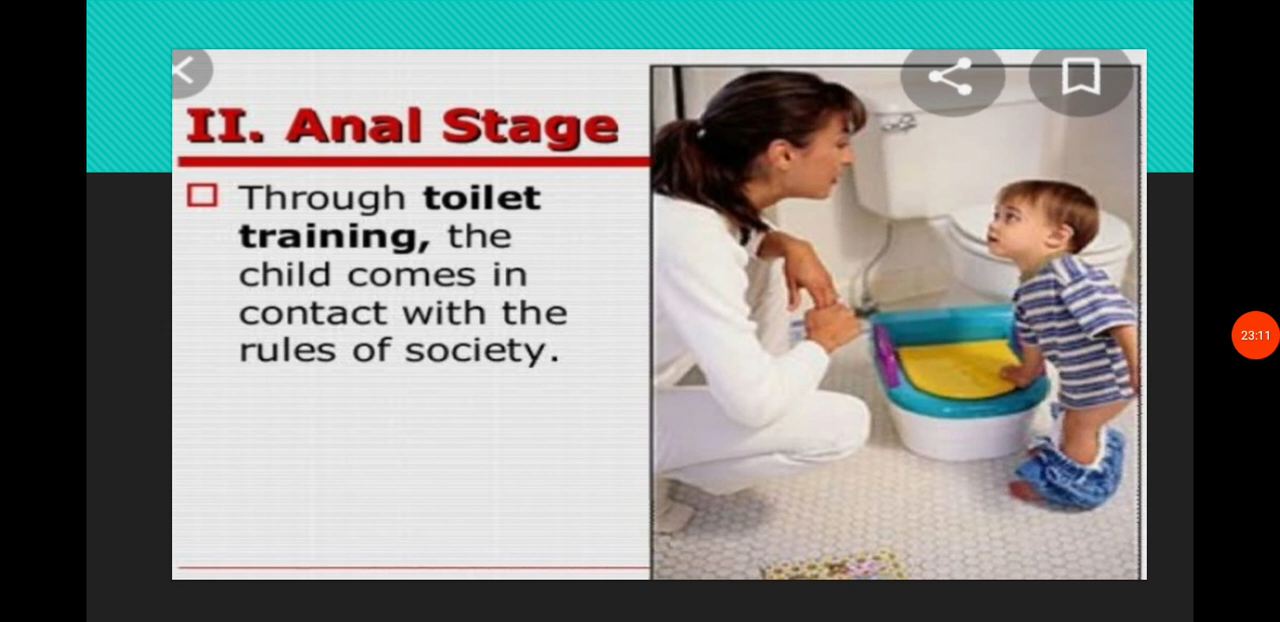 II. Anal Stage
Through toilet
training, the
child comes in
contact with the
rules of society.
23:11